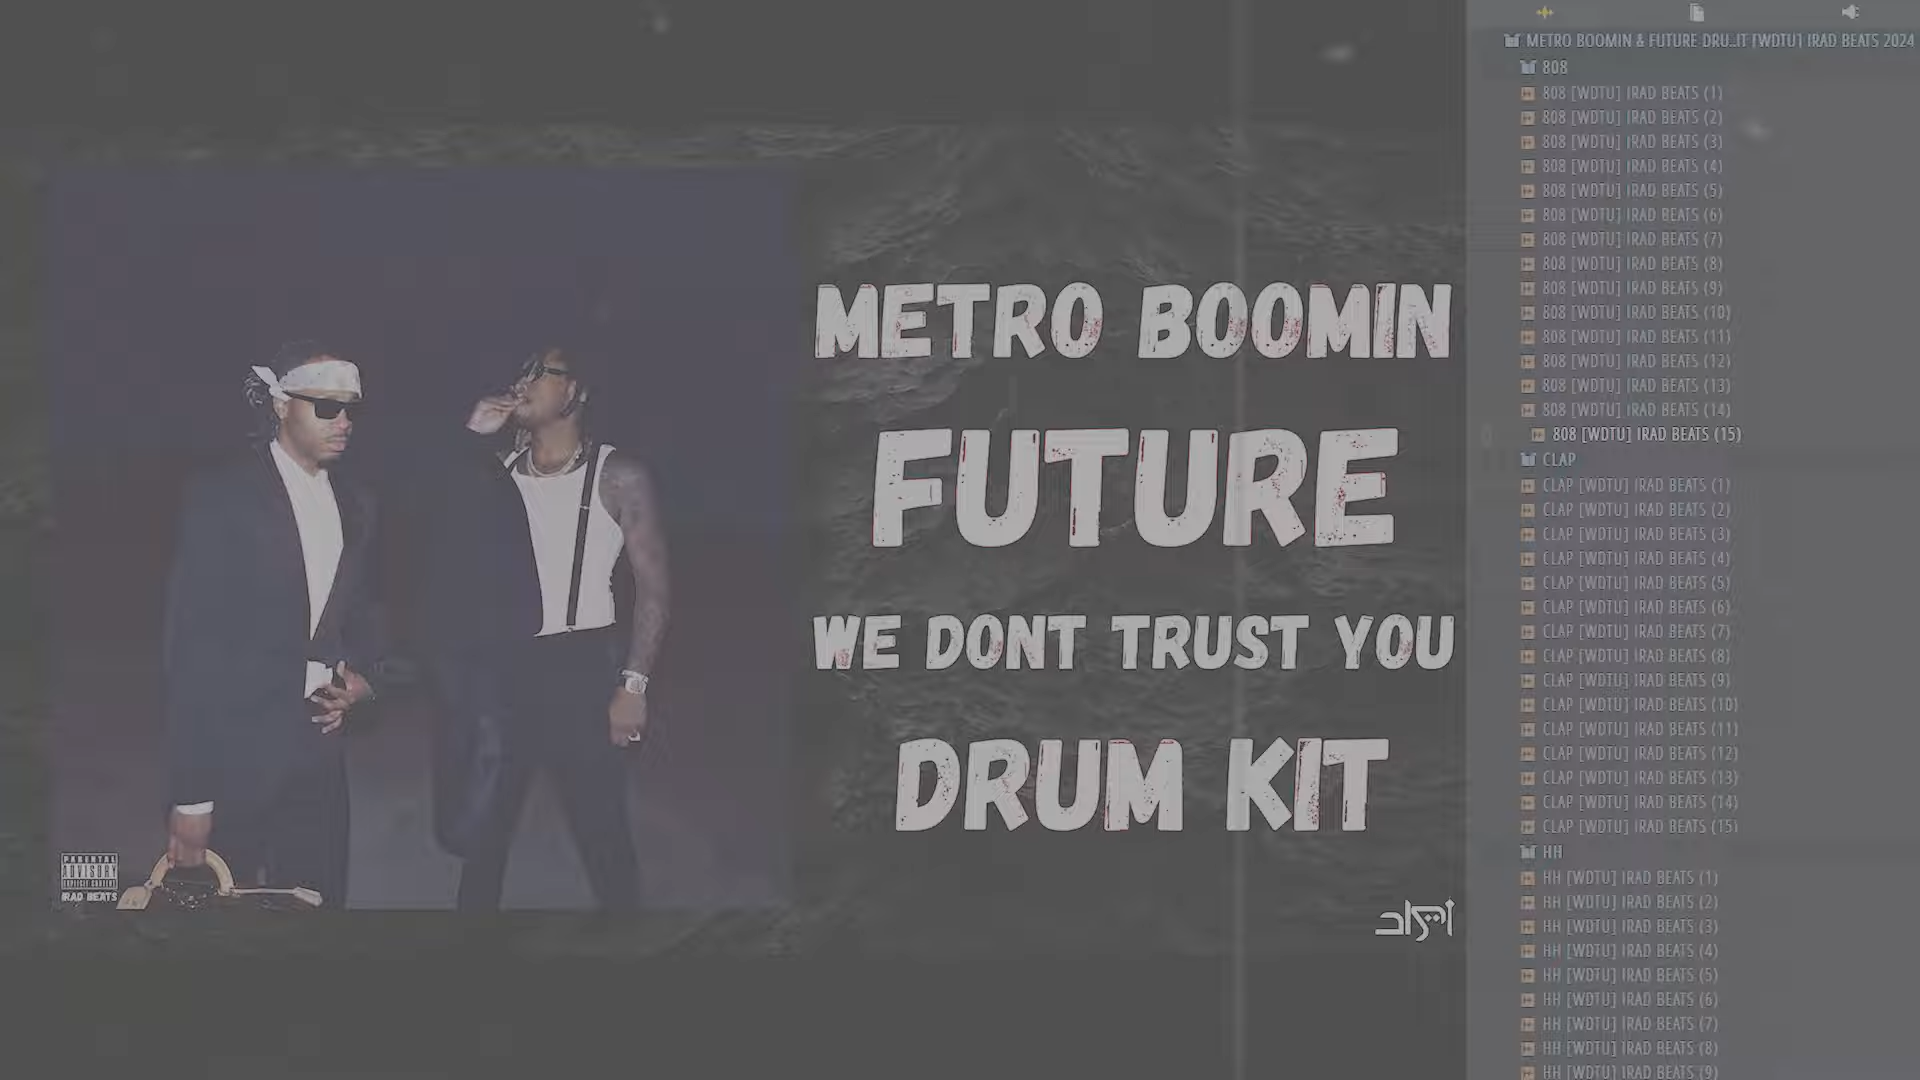 METRO BOOMIN
FUTURE
WE DONT TRUST YOU
DRUM KIT
PARENTAL
ADVISORY
EXPLICIT CONTENT
IRAD BEATS
METRO BOOMIN & FUTURE DRU..IT [WDTU] IRAD BEATS 2024
808
808 [WDTU] IRAD BEATS (1)
808 [WDTU] IRAD BEATS (2)
808 [WDTU] IRAD BEATS (3)
808 [WDTU] IRAD BEATS (4)
808 [WDTU] IRAD BEATS (5)
808 [WDTU] IRAD BEATS (6)
808 [WDTU] IRAD BEATS (7)
808 [WDTU] IRAD BEATS (8)
808 [WDTU] IRAD BEATS (9)
808 [WDTU] IRAD BEATS (10)
808 [WDTU] IRAD BEATS (11)
808 [WDTU] IRAD BEATS (12)
808 [WDTU] IRAD BEATS (13)
808 [WDTU] IRAD BEATS (14)
808 [WDTU] IRAD BEATS (15)
CLAP
CLAP [WDTU] IRAD BEATS (1)
CLAP [WDTU] IRAD BEATS (2)
CLAP [WDTU] IRAD BEATS (3)
CLAP [WDTU] IRAD BEATS (4)
CLAP [WDTU] IRAD BEATS (5)
CLAP [WDTU] IRAD BEATS (6)
CLAP [WDTU] IRAD BEATS (7)
CLAP [WDTU] IRAD BEATS (8)
CLAP [WDTU] IRAD BEATS (9)
CLAP [WDTU] IRAD BEATS (10)
CLAP [WDTU] IRAD BEATS (11)
CLAP [WDTU] IRAD BEATS (12)
CLAP [WDTU] IRAD BEATS (13)
CLAP [WDTU] IRAD BEATS (14)
CLAP [WDTU] IRAD BEATS (15)
HH
HH [WDTU] IRAD BEATS (1)
HH [WDTU] IRAD BEATS (2)
HH [WDTU] IRAD BEATS (3)
HH [WDTU] IRAD BEATS (4)
HH [WDTU] IRAD BEATS (5)
HH [WDTU] IRAD BEATS (6)
HH [WDTU] IRAD BEATS (7)
HH [WDTU] IRAD BEATS (8)
HH [WDTU] IRAD BEATS (9)